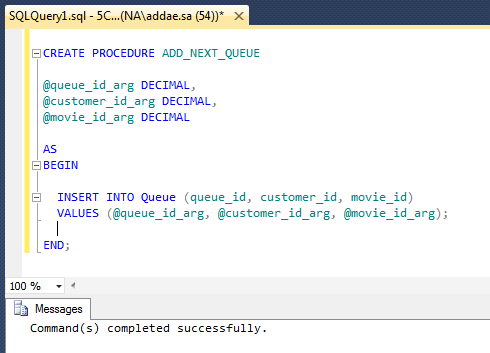 SQLQuery1.sql - 5C...(NA\addae.sa (54))*
CREATE PROCEDURE ADD_NEXT_QUEUE
@queue_id_arg DECIMAL,
@customer_id_arg DECIMAL,
@movie_id_arg DECIMAL
AS
BEGIN
INSERT INTO Queue (queue_id, customer_id, movie_id)
VALUES (@queue_id_arg, @customer_id_arg, @movie_id_arg);
END;
100 %
Messages
Command(s) completed successfully.